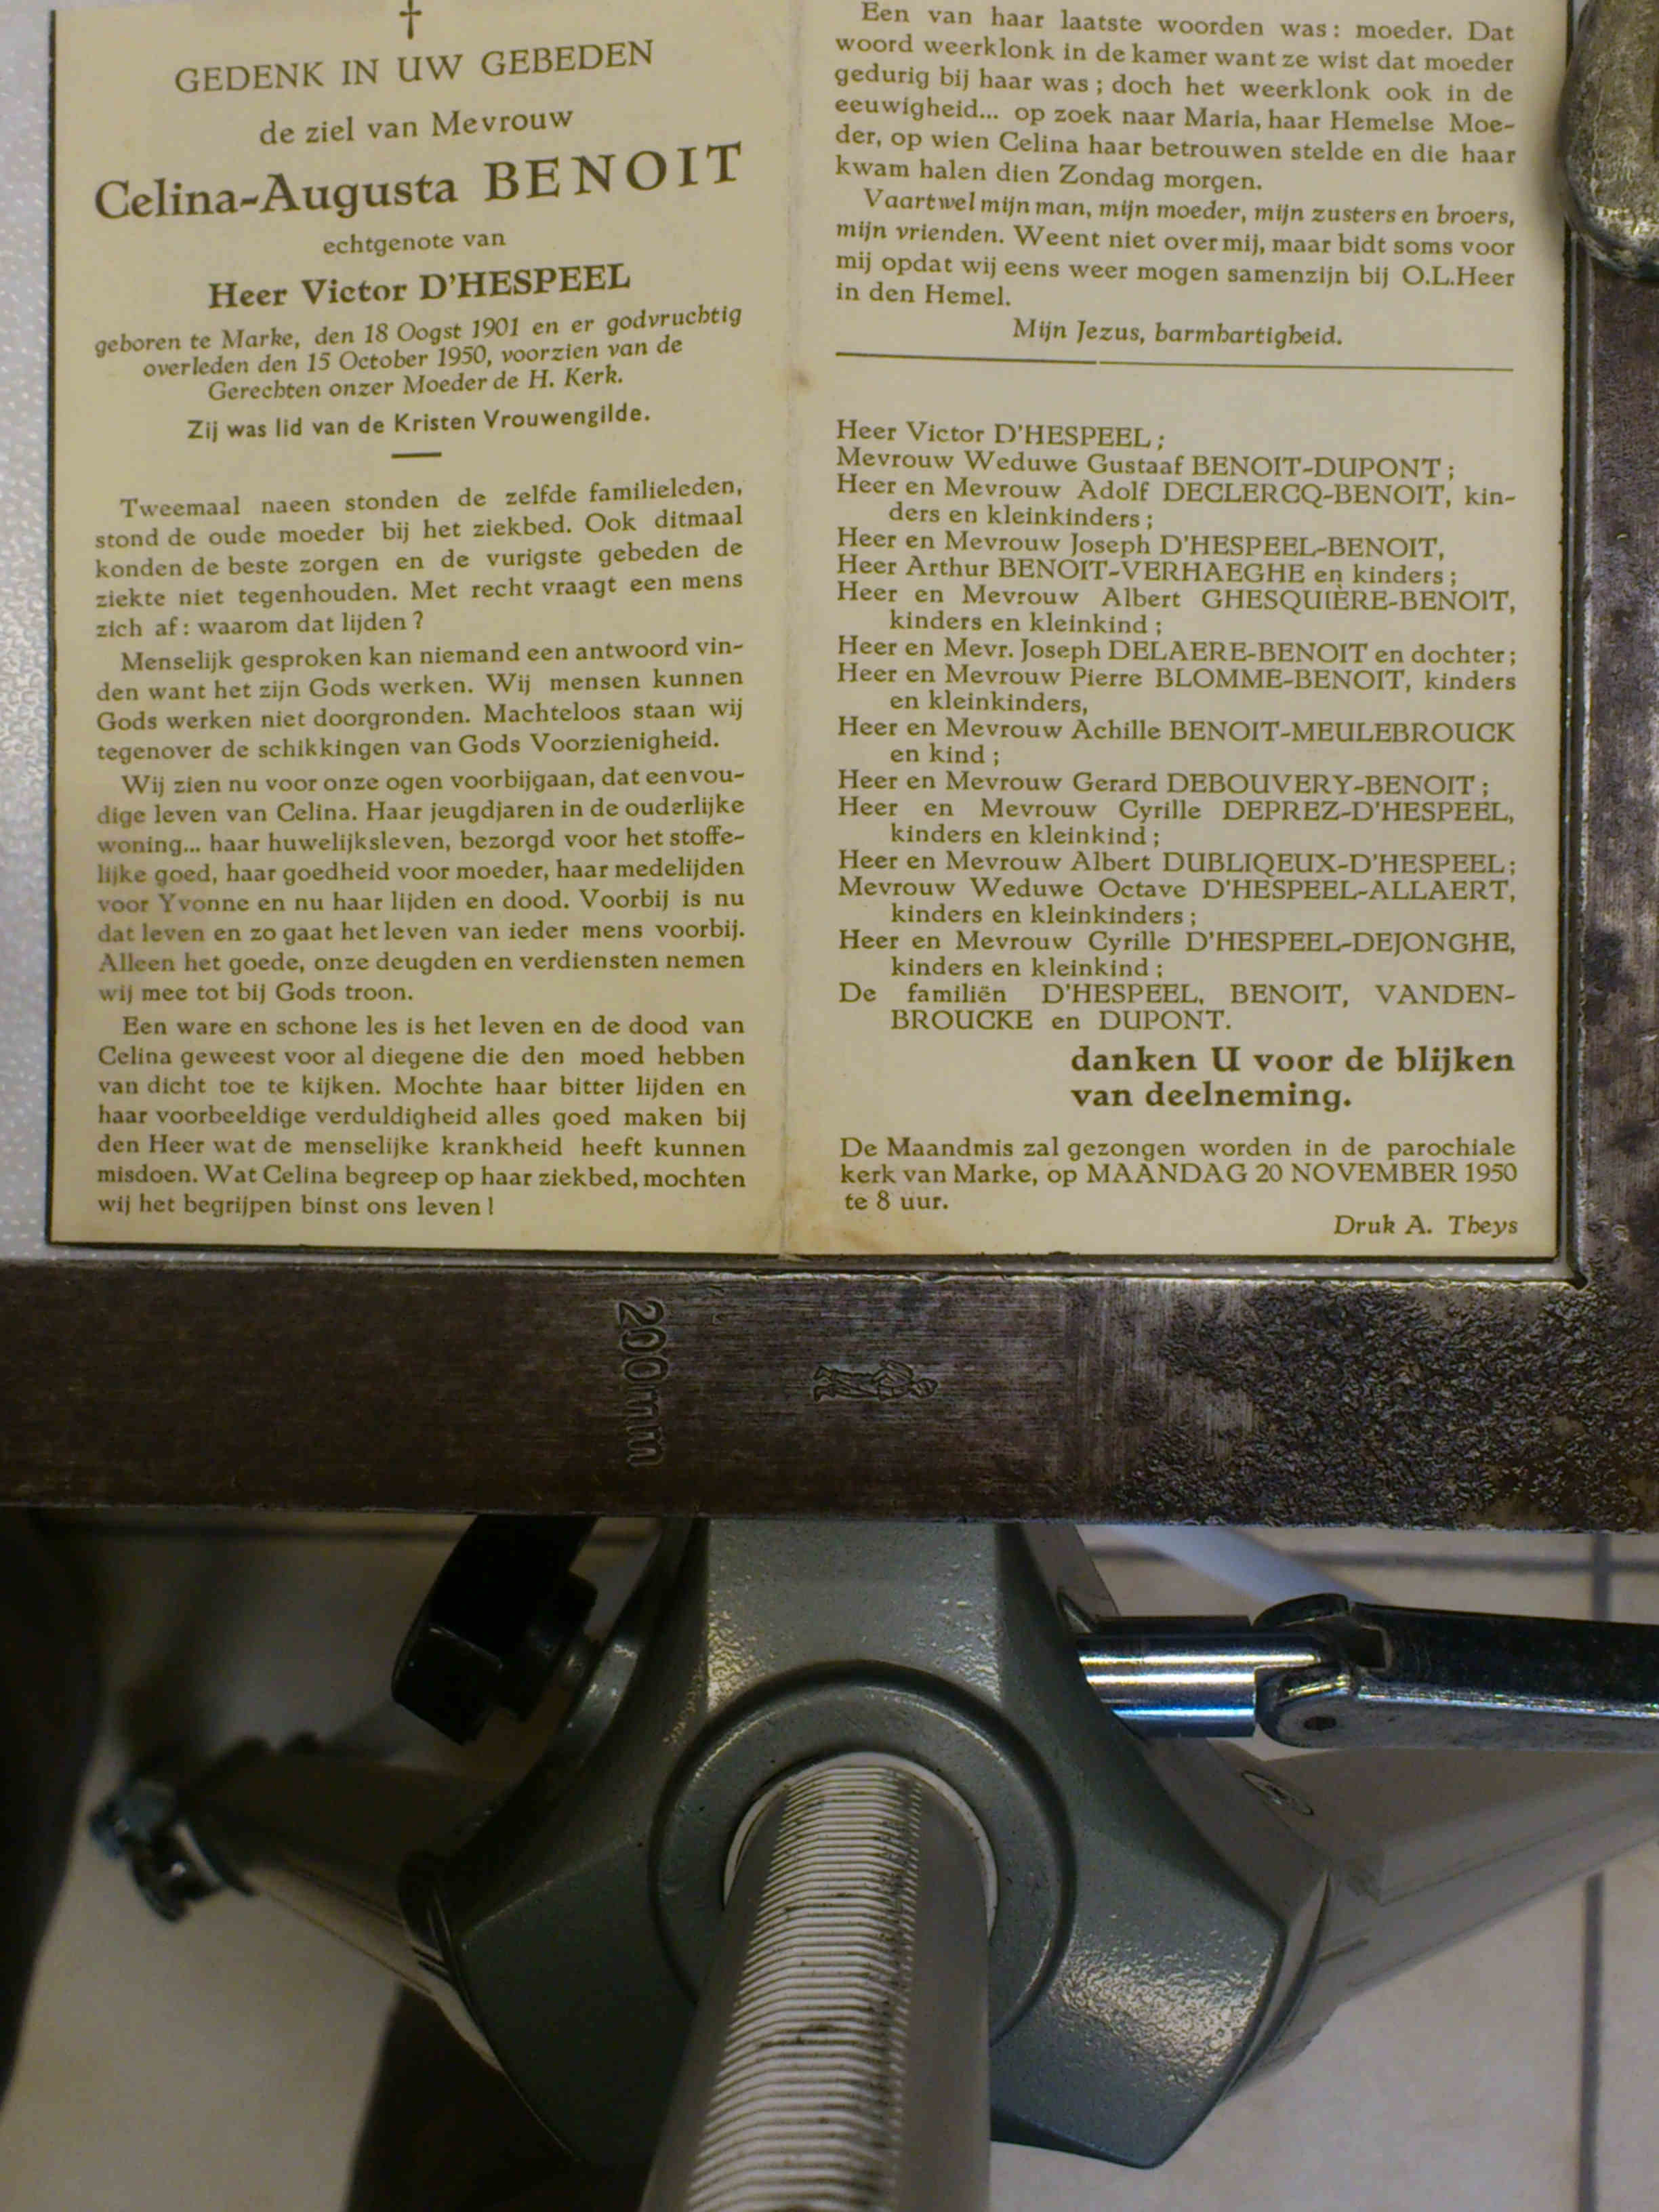 GEDENK IN UW GEBEDEN
de ziel van Mevrouw
Celina-Augusta BENOIT
echtgenote van
Heer Victor D'HESPEEL
geboren te Marke, den 18 Oogst 1901 en er godvruchtig
overleden den 15 October 1950, voorzien van de
Gerechten onzer Moeder de H. Kerk.
Zij was lid van de Kristen Vrouwengilde.
Tweemaal naeen stonden de zelfde familieleden,
stond de oude moeder bij het ziekbed. Ook ditmaal
konden de beste zorgen en de vurigste gebeden de
ziekte niet tegenhouden. Met recht vraagt een mens
zich af: waarom dat lijden ?
Menselijk gesproken kan niemand een antwoord vin-
den want het zijn Gods werken. Wij mensen kunnen
Gods werken niet doorgronden. Machteloos staan wij
tegenover de schikkingen van Gods Voorzienigheid.
Wij zien nu voor onze ogen voorbijgaan, dat eenvou-
dige leven van Celina. Haar jeugdjaren in de ouderlijke
woning... haar huwelijksleven, bezorgd voor het stoffe-
lijke goed, haar goedheid voor moeder, haar medelijden
voor Yvonne en nu haar lijden en dood. Voorbij is nu
dat leven en zo gaat het leven van ieder mens voorbij.
Alleen het goede, onze deugden en verdiensten nemen
wij mee tot bij Gods troon.
Een ware en schone les is het leven en de dood van
Celina geweest voor al diegene die den moed hebben
van dicht toe te kijken. Mochte haar bitter lijden en
haar voorbeeldige verduldigheid alles goed maken bij
den Heer wat de menselijke krankheid heeft kunnen
misdoen. Wat Celina begreep op haar ziekbed, mochten
wij het begrijpen binst ons leven !
Een van haar laatste woorden was: moeder. Dat
woord weerklonk in de kamer want ze wist dat moeder
gedurig bij haar was ; doch het weerklonk ook in de
eeuwigheid... op zoek naar Maria, haar Hemelse Moe-
der, op wien Celina haar betrouwen stelde en die haar
kwam halen dien Zondag morgen.
Vaartwel mijn man, mijn moeder, mijn zusters en broers,
mijn vrienden. Weent niet over mij, maar bidt soms voor
mij opdat wij eens weer mogen samenzijn bij O.L.Heer
in den Hemel.
Mijn Jezus, barmhartigheid.
Heer Victor D'HESPEEL ;
Mevrouw Weduwe Gustaaf BENOIT-DUPONT ;
Heer en Mevrouw Adolf DECLERCQ-BENOIT, kin-
ders en kleinkinders ;
Heer en Mevrouw Joseph D'HESPEEL-BENOIT,
Heer Arthur BENOIT-VERHAEGHE en kinders ;
Heer en Mevrouw Albert GHESQUIÈRE-BENOIT,
kinders en kleinkind ;
Heer en Mevr. Joseph DELAERE-BENOIT en dochter ;
Heer en Mevrouw Pierre BLOMME-BENOIT, kinders
en kleinkinders,
Heer en Mevrouw Achille BENOIT-MEULEBROUCK
en kind ;
Heer en Mevrouw Gerard DEBOUVERY-BENOIT ;
Heer en Mevrouw Cyrille DEPREZ-D'HESPEEL,
kinders en kleinkind ;
Heer en Mevrouw Albert DUBLIQEUX-D'HESPEEL ;
Mevrouw Weduwe Octave D'HESPEEL-ALLAERT,
kinders en kleinkinders ;
Heer en Mevrouw Cyrille D'HESPEEL-DEJONGHE,
kinders en kleinkind ;
De familiën D'HESPEEL, BENOIT, VANDEN-
BROUCKE en DUPONT.
danken U voor de blijken
van deelneming.
De Maandmis zal gezongen worden in de parochiale
kerk van Marke, op MAANDAG 20 NOVEMBER 1950
te 8 uur.
Druk A. Theys
200mm